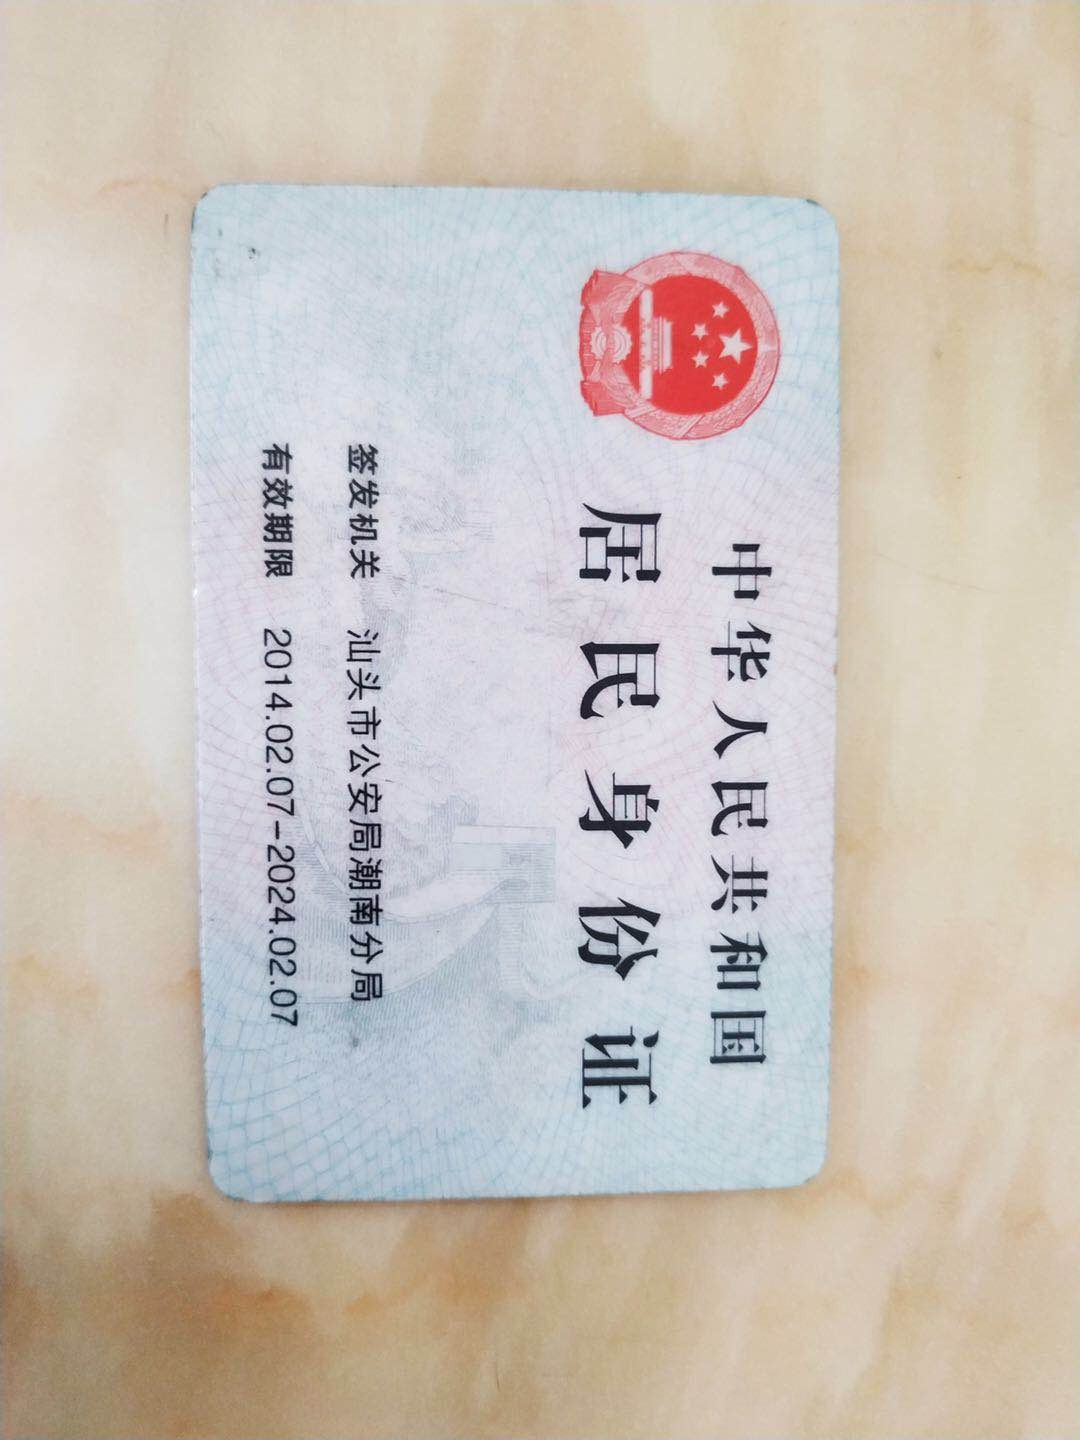 中华人民共和国
居民身份证
签发机关 汕头市公安局潮南分局
有效期限 2014.02.07-2024.02.07